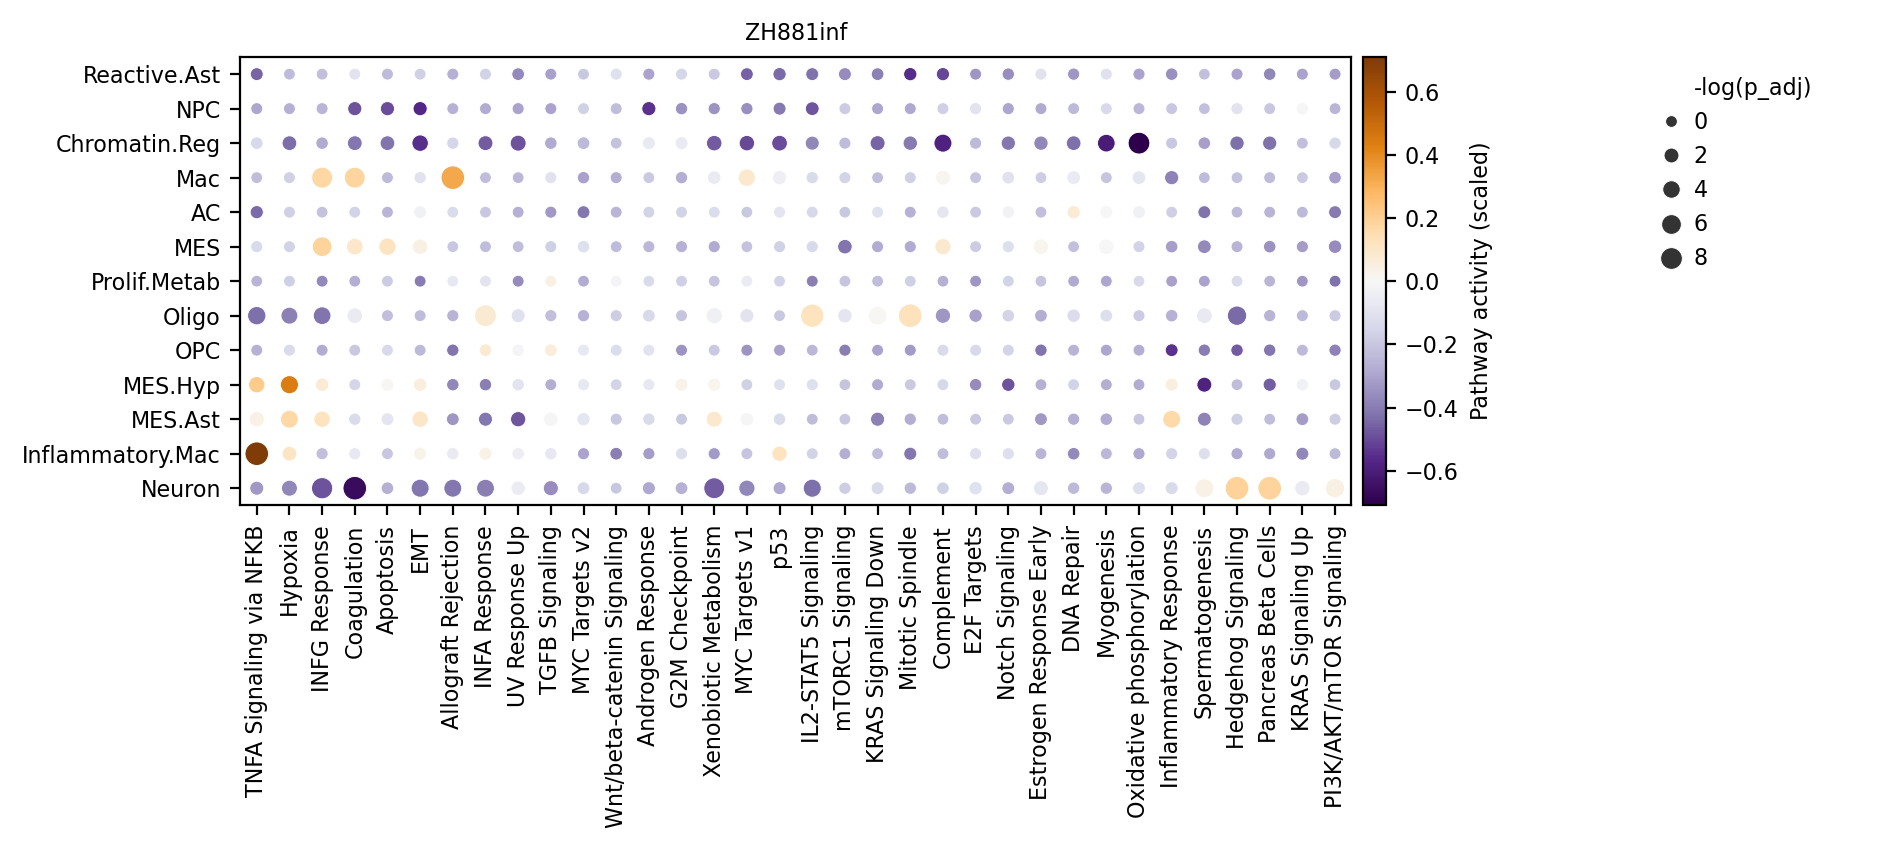 ZH881inf
Reactive.Ast
NPC
Chromatin.Reg
Mac
AC
MES
Prolif.Metab
Oligo
OPC
MES.Hyp
MES.Ast
Inflammatory.Mac
Neuron
TNFA Signaling via NFKB
Hypoxia
INFG Response
Coagulation
Apoptosis
EMT
Allograft Rejection
INFA Response
UV Response Up
TGFB Signaling
MYC Targets v2
Wnt/beta-catenin Signaling
Androgen Response
G2M Checkpoint
Xenobiotic Metabolism
MYC Targets v1
p53
IL2-STAT5 Signaling
mTORC1 Signaling
KRAS Signaling Down
Mitotic Spindle
Complement
E2F Targets
Notch Signaling
Estrogen Response Early
DNA Repair
Myogenesis
Oxidative phosphorylation
Inflammatory Response
Spermatogenesis
Hedgehog Signaling
Pancreas Beta Cells
KRAS Signaling Up
PI3K/AKT/mTOR Signaling
0.6
0.4
0.2
0.0
−0.2
−0.4
−0.6
Pathway activity (scaled)
-log(p_adj)
0
2
4
6
8